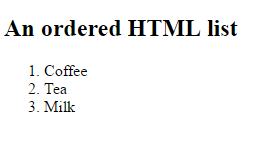 An ordered HTML list
1. Coffee
2. Tea
3. Milk